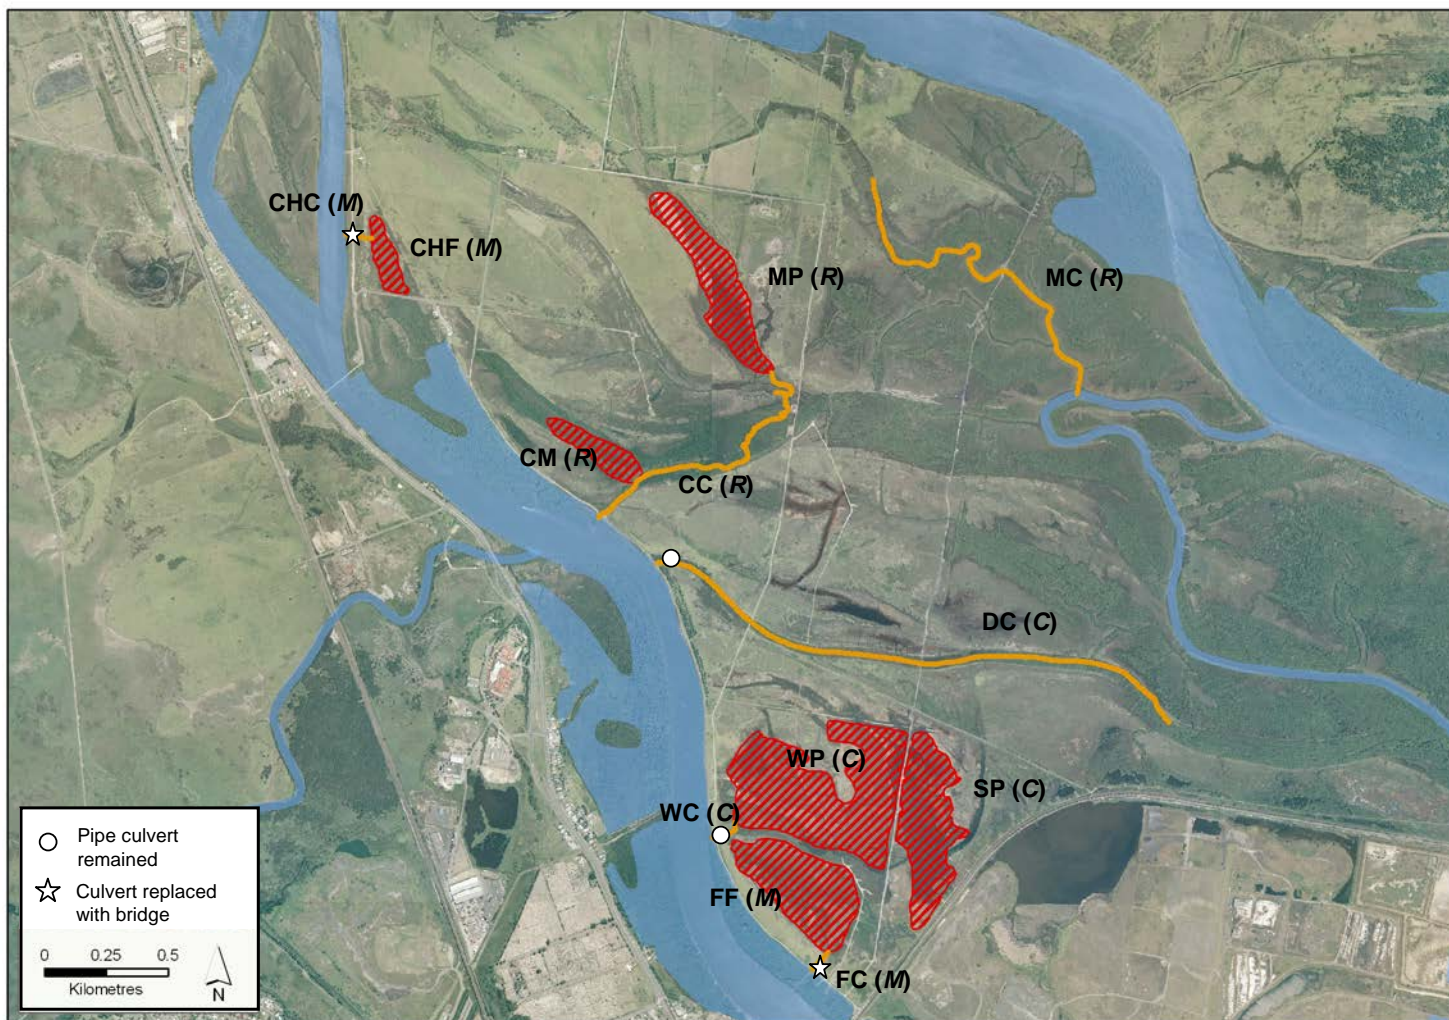 CHC (M)
CHF (M)
MP (R)
MC (R)
CM (R)
CC (R)
DC (C)
WP (C)
SP (C)
WC (C)
FF (M)
FC (M)
Pipe culvert
remained
Culvert replaced
with bridge
0 0.25 0.5
Kilometres
N